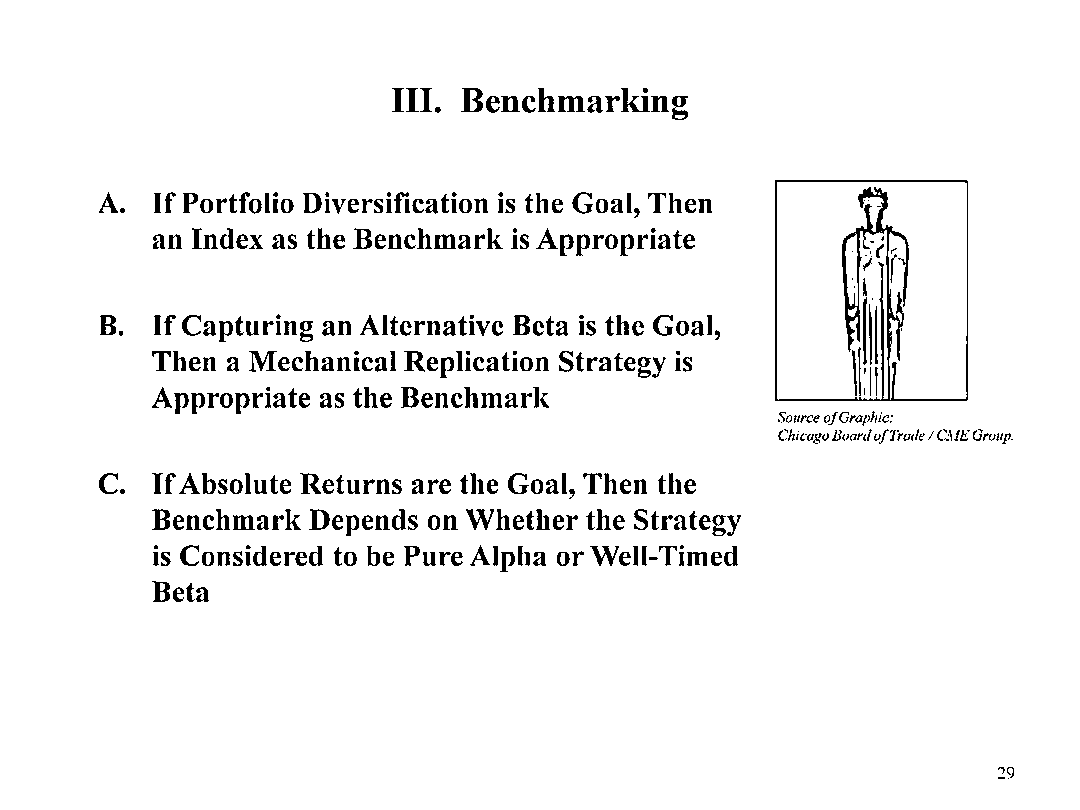 III. Benchmarking
A. If Portfolio Diversification is the Goal, Then
an Index as the Benchmark is Appropriate
B. If Capturing an Alternative Beta is the Goal,
Then a Mechanical Replication Strategy is
Appropriate as the Benchmark
Source of Graphic:
Chicago Board of Trade / CME Group.
C. If Absolute Returns are the Goal, Then the
Benchmark Depends on Whether the Strategy
is Considered to be Pure Alpha or Well-Timed
Beta
29